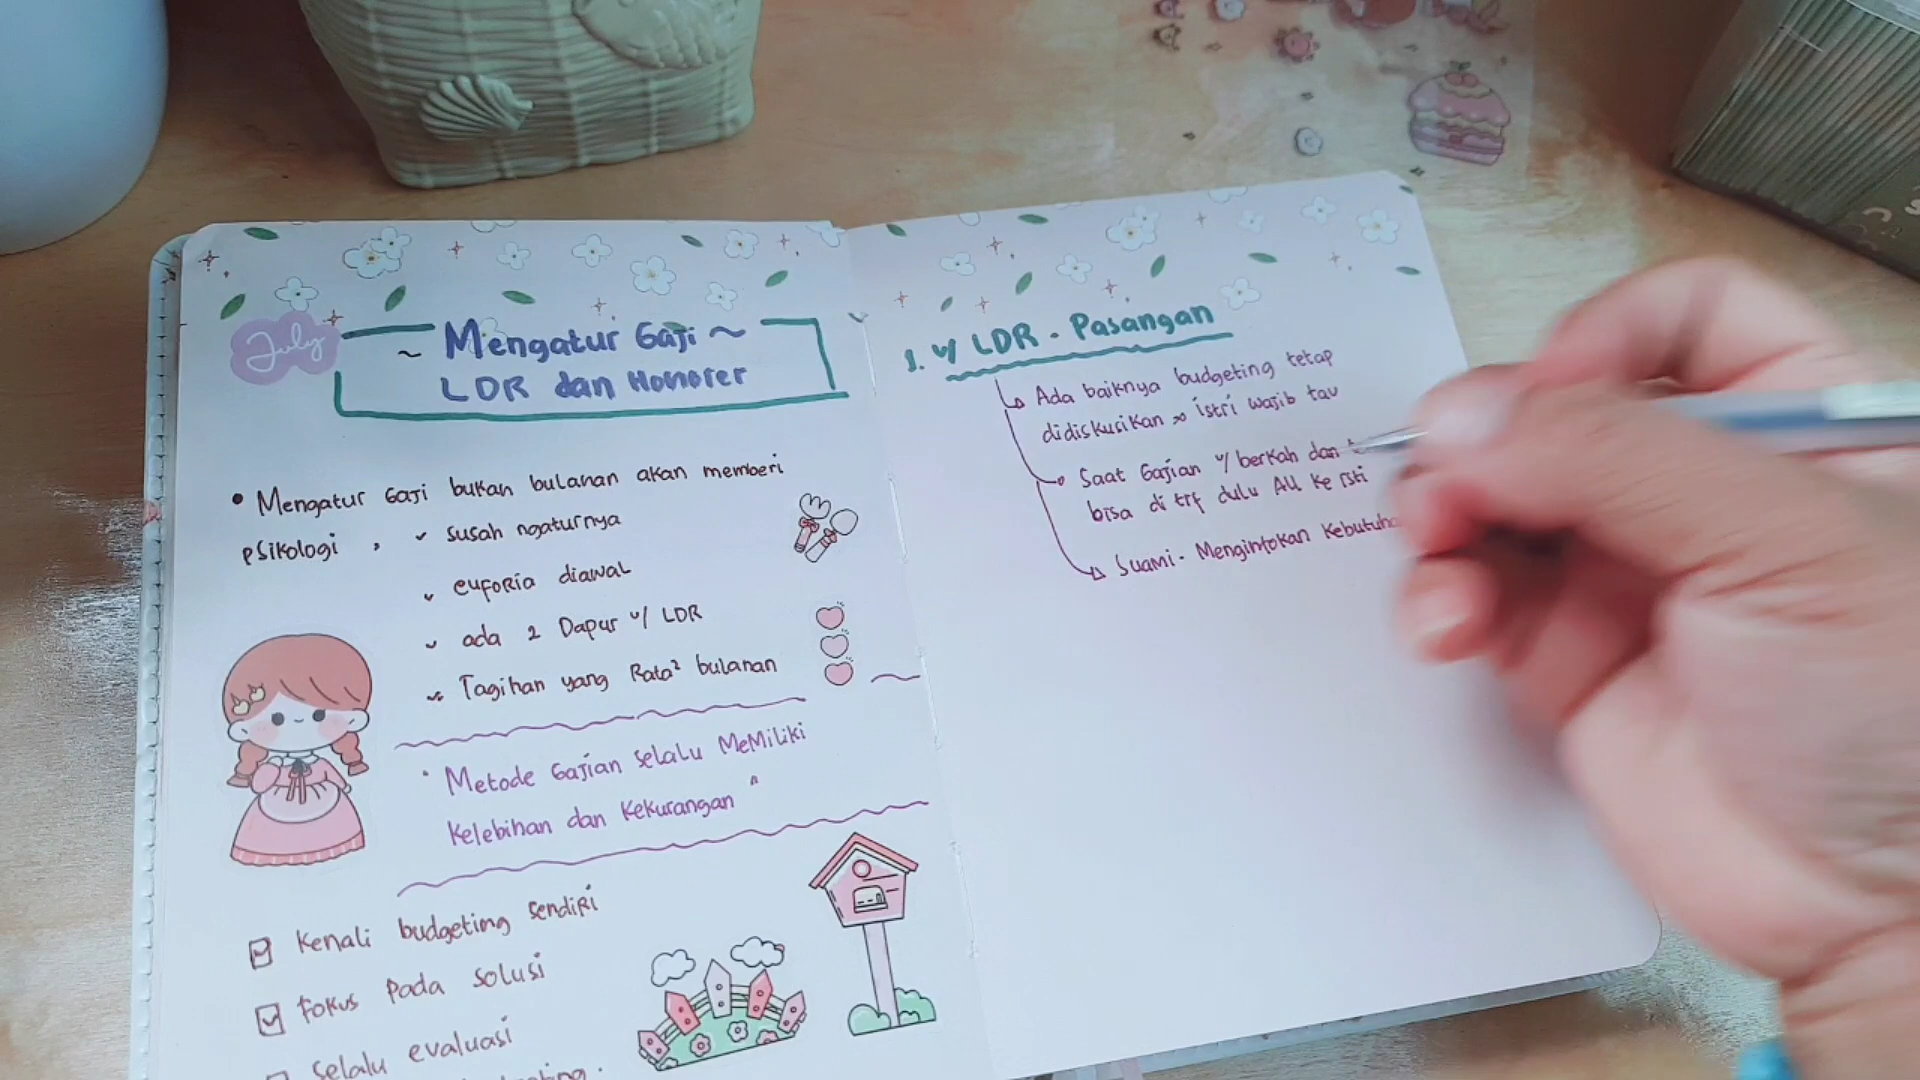 July
~ Mengatur Gaji ~
LDR dan Honorer
• Mengatur Gaji bukan bulanan akan memberi
psikologi , ✓ susah ngaturnya
✓ euforia diawal
✓ ada 2 Dapur u/ LDR
✓ Tagihan yang Rata² bulanan
" Metode Gajian selalu Memiliki
kelebihan dan kekurangan "
☑ kenali budgeting sendiri
☑ fokus pada solusi
selalu evaluasi
1. u/ LDR - Pasangan
Ada baiknya budgeting tetap
didiskusikan istri wajib tau
Saat Gajian u/ berkah dan
bisa di trf dulu All ke isti
Suami -